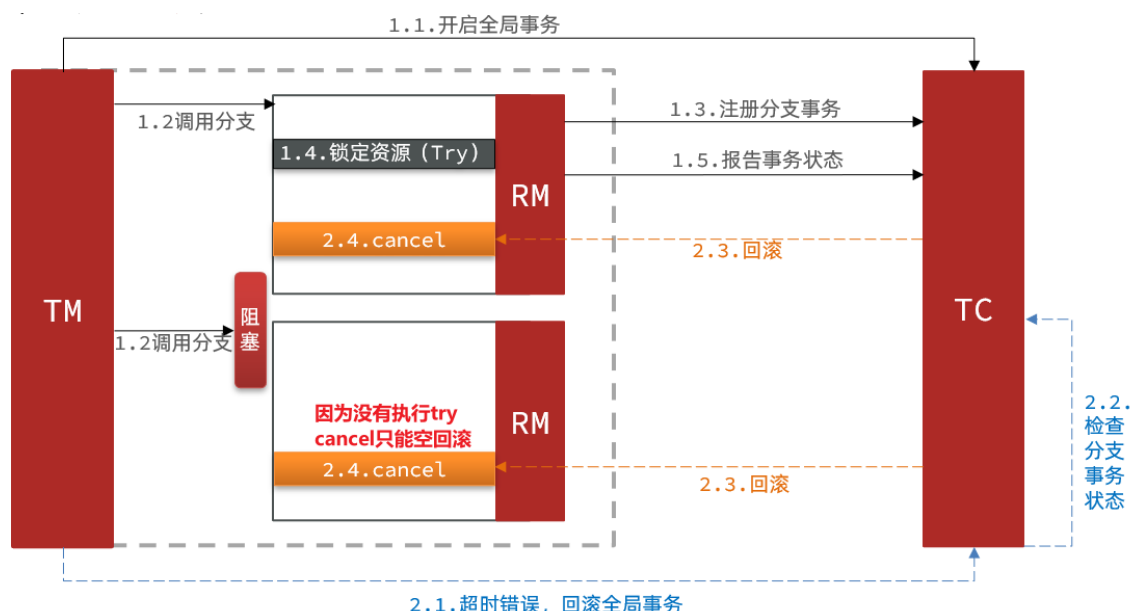 1.1.开启全局事务
TM
1.2调用分支
1.4.锁定资源（Try）
2.4.cancel
RM
1.3.注册分支事务
1.5.报告事务状态
2.3.回滚
TC
1.2调用分支
阻
塞
因为没有执行try
cancel只能空回滚
2.4.cancel
RM
2.3.回滚
2.2.
检查
分支
事务
状态
2.1.超时错误，回滚全局事务